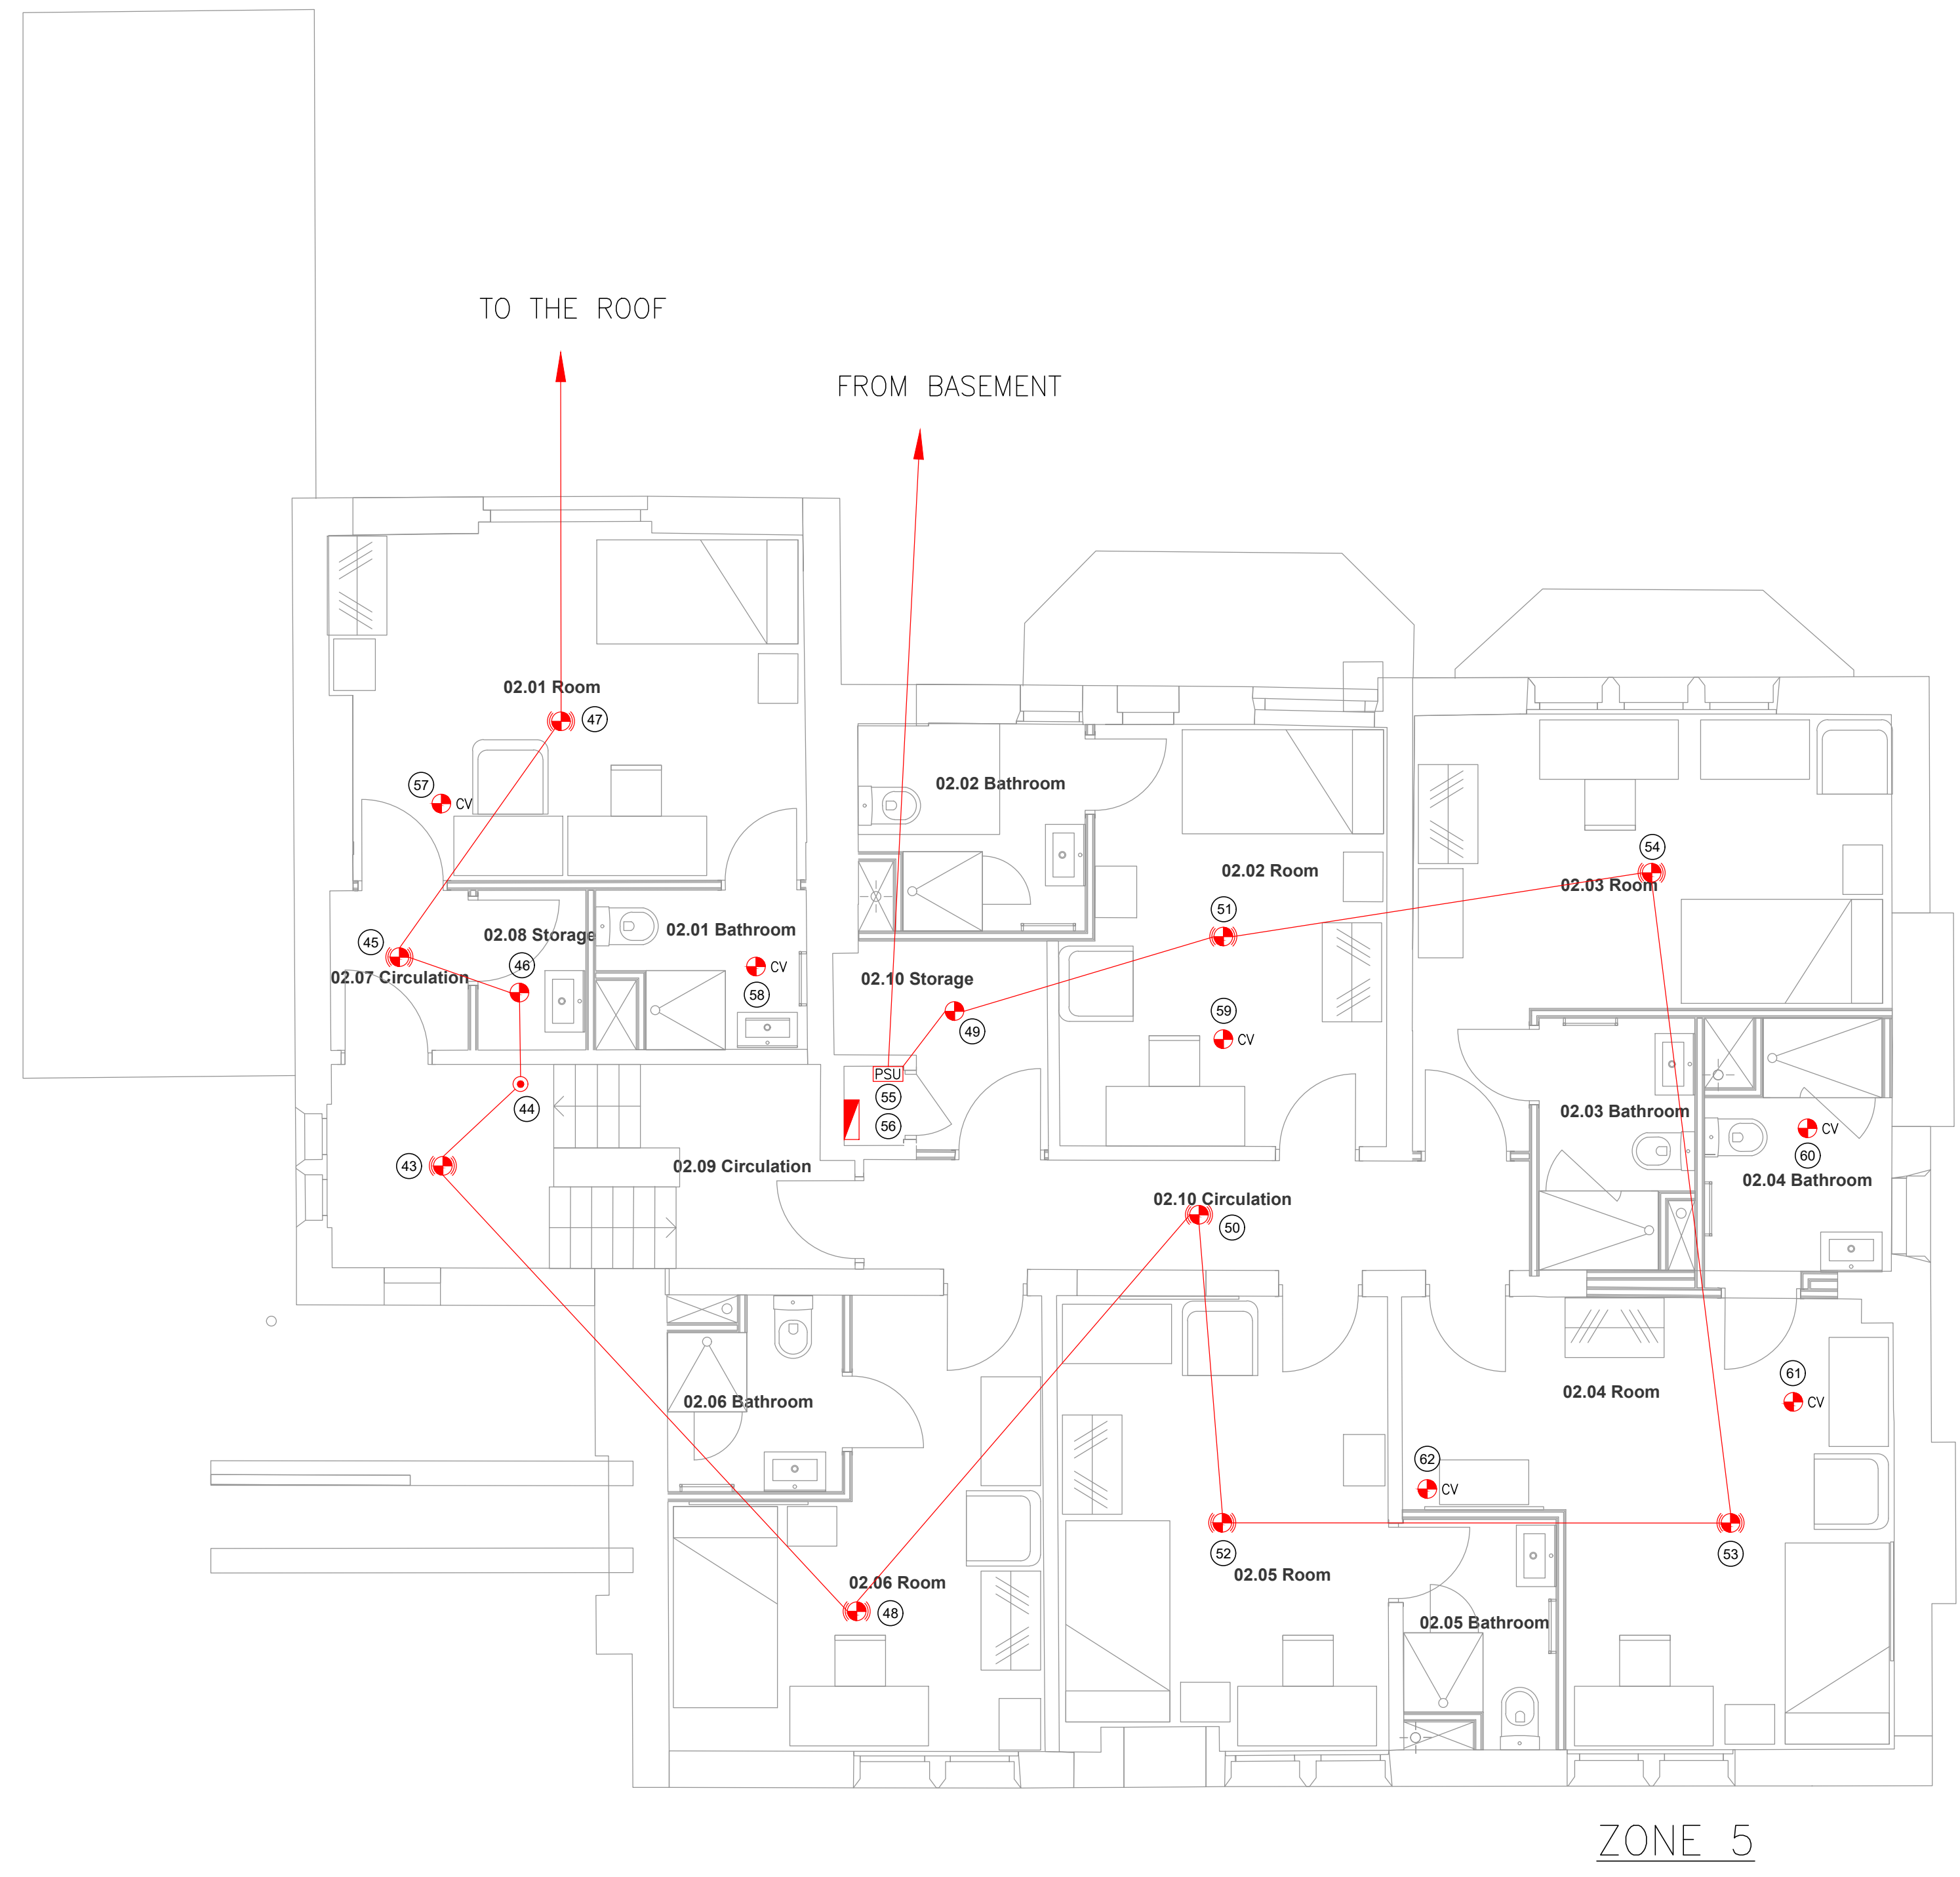 TO THE ROOF
FROM BASEMENT
02.01 Room
47
57
CV
02.02 Bathroom
54
02.02 Room
02.03 Room
51
02.08 Storage
02.01 Bathroom
45
46
CV
02.07 Circulation
02.10 Storage
58
59
49
CV
PSU
55
44
56
02.03 Bathroom
CV
60
43
02.09 Circulation
02.04 Bathroom
02.10 Circulation
50
61
02.04 Room
02.06 Bathroom
CV
62
CV
52
53
02.05 Room
02.06 Room
48
02.05 Bathroom
ZONE 5